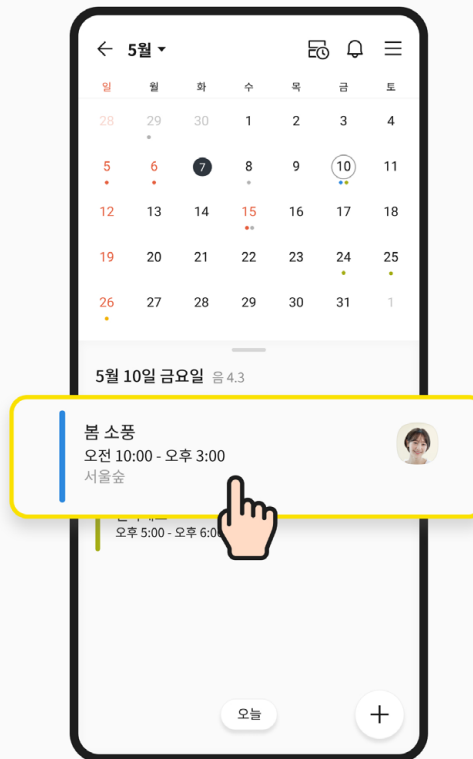 5월
일 월 화 수 목 금 토
28 29 30 1 2 3 4
5 6 7 8 9 10 11
12 13 14 15 16 17 18
19 20 21 22 23 24 25
26 27 28 29 30 31 1
5월 10일 금요일 음 4.3
봄 소풍
오전 10:00 - 오후 3:00
서울숲
오후 5:00 - 오후 6:0
오늘